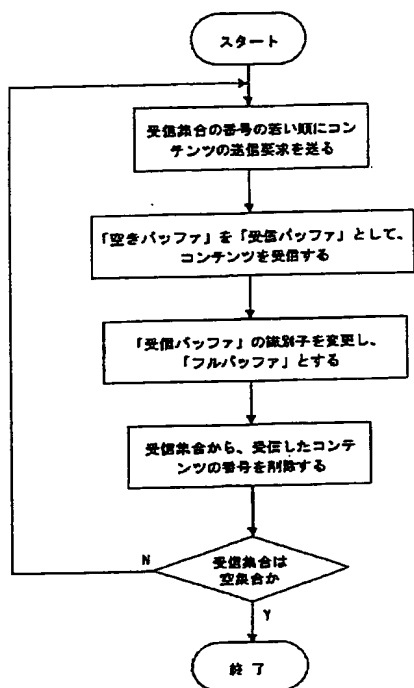 スタート
受信集合の番号の若い順にコン
テンツの送信要求を送る
「空きバッファ」を「受信バッファ」として、
コンテンツを受信する
「受信バッファ」の識別子を変更し、
「フルバッファ」とする
受信集合から、受信したコンテ
ンツの番号を削除する
受信集合は
空集合か
N
Y
終了